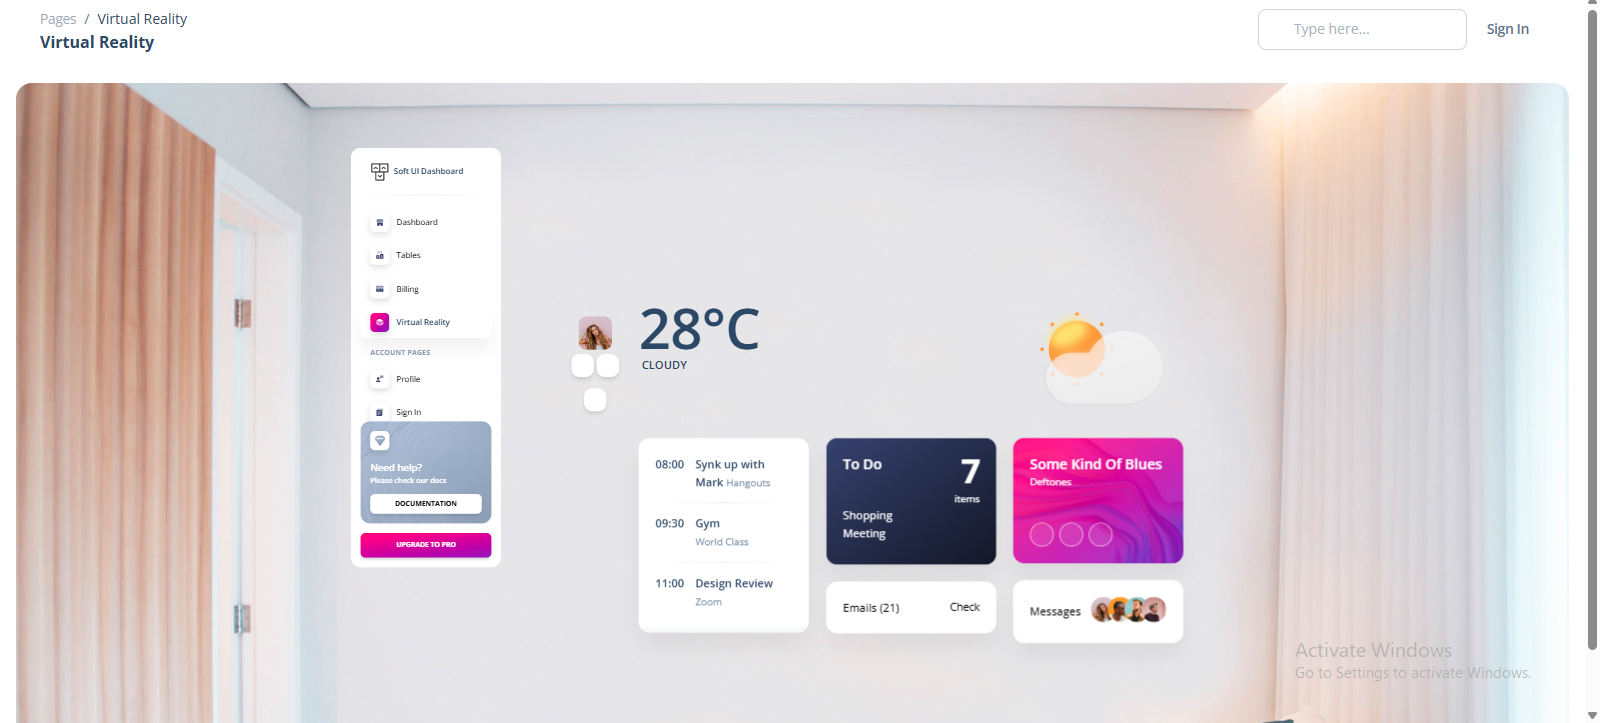 Pages / Virtual Reality
Virtual Reality
Type here...
Sign In
Soft UI Dashboard
Dashboard
Tables
Billing
Virtual Reality
ACCOUNT PAGES
Profile
Sign In
Need help?
Please check our docs
DOCUMENTATION
UPGRADE TO PRO
28°C
CLOUDY
08:00 Synk up with
Mark Hangouts
09:30 Gym
World Class
11:00 Design Review
Zoom
To Do
7
items
Shopping
Meeting
Emails (21) Check
Some Kind Of Blues
Deftones
Messages
Activate Windows
Go to Settings to activate Windows.